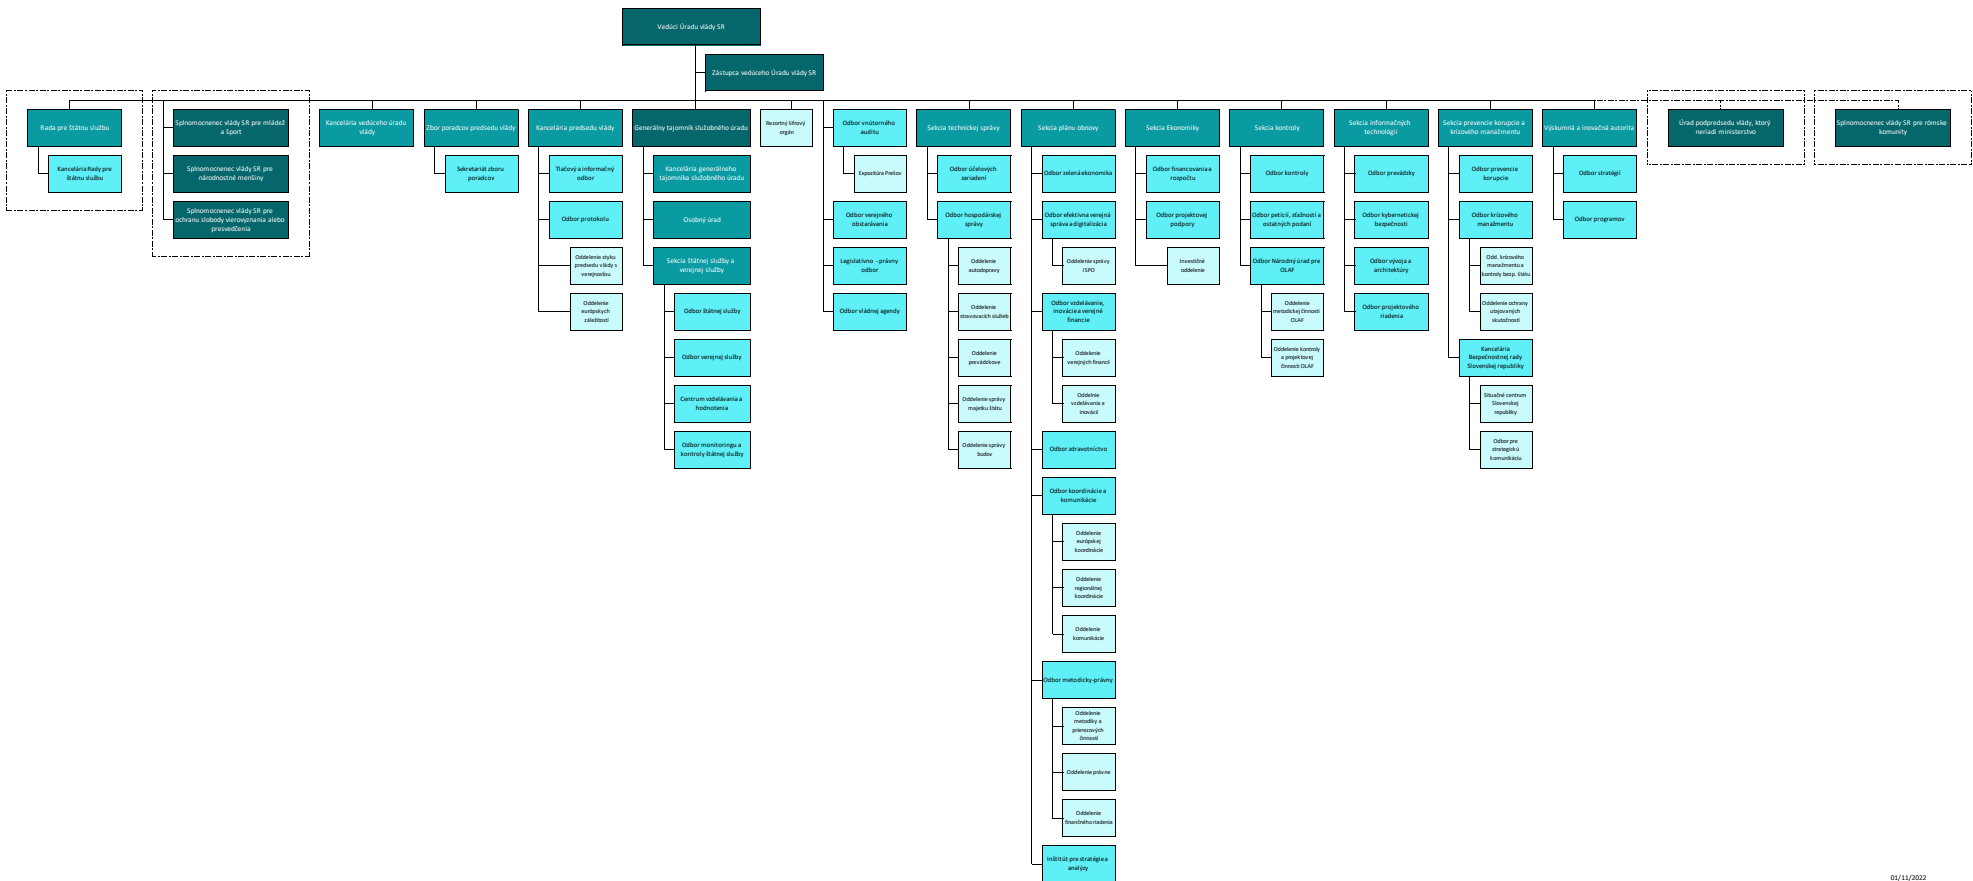 Vedúci Úradu vlády SR
Zástupca vedúceho Úradu vlády SR
Rada pre štátnu službu
Kancelária Rady pre
štátnu službu
Splnomocnenec vlády SR pre mládež
a šport
Splnomocnenec vlády SR pre
národnostné menšiny
Splnomocnenec vlády SR pre
ochranu slobody vierovyznania alebo
presvedčenia
Kancelária vedúceho úradu
vlády
Zbor poradcov predsedu vlády
Sekretariát zboru
poradcov
Kancelária predsedu vlády
Tlačový a informačný
odbor
Odbor protokolu
Oddelenie styku
predsedu vlády s
verejnosťou
Oddelenie
európskych
záležitostí
Generálny tajomník služobného úradu
Kancelária generálneho
tajomníka služobného úradu
Osobný úrad
Sekcia štátnej služby a
verejnej služby
Odbor štátnej služby
Odbor verejnej služby
Centrum vzdelávania a
hodnotenia
Odbor monitoringu a
kontroly štátnej služby
Rezortný šifrový
orgán
Odbor vnútorného
auditu
Expozitúra Prešov
Odbor verejného
obstarávania
Legislatívno - právny
odbor
Odbor vládnej agendy
Sekcia technickej správy
Odbor účelových
zariadení
Odbor hospodárskej
správy
Oddelenie
autodopravy
Oddelenie
stravovacích služieb
Oddelenie
prevádzkove
Oddelenie správy
majetku štátu
Oddelenie správy
budov
Sekcia plánu obnovy
Odbor zelená ekonomika
Odbor efektívna verejná
správa a digitalizácia
Oddelenie správy
ISPO
Odbor vzdelávanie,
inovácie a verejné
financie
Oddelenie
verejných financií
Oddelnie
vzdelávania a
inovácií
Odbor zdravotníctvo
Odbor koordinácie a
komunikácie
Oddelenie
európskej
koordinácie
Oddelenie
regionálnej
koordinácie
Oddelenie
komunikácie
Odbor metodicky-právny
Oddelenie
metodiky a
prierezových
činností
Oddelenie právne
Oddelenie
finančného riadenia
Inštitút pre stratégie a
analýzy
Sekcia Ekonomiky
Odbor financovania a
rozpočtu
Odbor projektovej
podpory
Investičné
oddelenie
Sekcia kontroly
Odbor kontroly
Odbor petícií, sťažností a
ostatných podaní
Odbor Národný úrad pre
OLAF
Oddelenie
metodickej činnosti
OLAF
Oddelenie kontroly
a projektovej
činnosti OLAF
Sekcia informačných
technológií
Odbor prevádzky
Odbor kybernetickej
bezpečnosti
Odbor vývoja a
architektúry
Odbor projektového
riadenia
Sekcia prevencie korupcie a
krízového manažmentu
Odbor prevencie
korupcie
Odbor krízového
manažmentu
Odd. krízového
manažmentu a
kontroly bezp. štátu
Oddelenie ochrany
utajovaných
skutočností
Kancelária
Bezpečnostnej rady
Slovenskej republiky
Situačné centrum
Slovenskej
republiky
Odbor pre
strategickú
komunikáciu
Výskumná a inovačná autorita
Odbor stratégií
Odbor programov
Úrad podpredsedu vlády, ktorý
neriadi ministerstvo
Splnomocnenec vlády SR pre rómske
komunity
01/11/2022